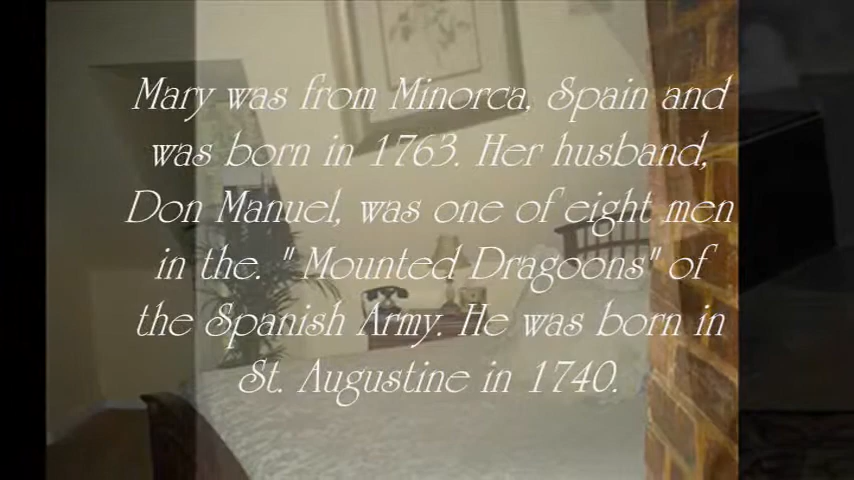 Mary was from Minorca, Spain and
was born in 1763. Her husband,
Don Manuel, was one of eight men
in the. " Mounted Dragoons" of
the Spanish Army. He was born in
St. Augustine in 1740.